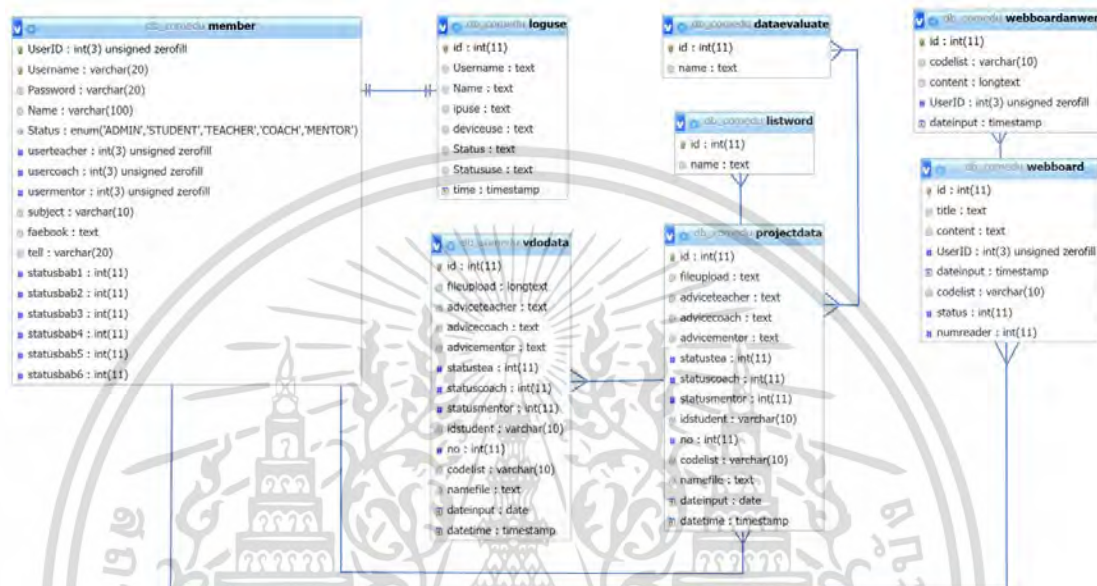 db_comedu member
UserID : int(3) unsigned zerofill
Username : varchar(20)
Password : varchar(20)
Name : varchar(100)
Status : enum('ADMIN','STUDENT','TEACHER','COACH','MENTOR')
userteacher : int(3) unsigned zerofill
usercoach : int(3) unsigned zerofill
usermentor : int(3) unsigned zerofill
subject : varchar(10)
faebook : text
tell : varchar(20)
statusbab1 : int(11)
statusbab2 : int(11)
statusbab3 : int(11)
statusbab4 : int(11)
statusbab5 : int(11)
statusbab6 : int(11)
db_comedu loguse
id : int(11)
Username : text
Name : text
ipuse : text
deviceuse : text
Status : text
Statususe : text
time : timestamp
db_comedu vdodata
id : int(11)
fileupload : longtext
adviceteacher : text
advicecoach : text
advicementor : text
statustea : int(11)
statuscoach : int(11)
statusmentor : int(11)
idstudent : varchar(10)
no : int(11)
codelist : varchar(10)
namefile : text
dateinput : date
datetime : timestamp
db_comedu dataevaluate
id : int(11)
name : text
db_comedu listword
id : int(11)
name : text
db_comedu projectdata
id : int(11)
fileupload : text
adviceteacher : text
advicecoach : text
advicementor : text
statustea : int(11)
statuscoach : int(11)
statusmentor : int(11)
idstudent : varchar(10)
no : int(11)
codelist : varchar(10)
namefile : text
dateinput : date
datetime : timestamp
db_comedu webboardanwer
id : int(11)
codelist : varchar(10)
content : longtext
UserID : int(3) unsigned zerofill
dateinput : timestamp
db_comedu webboard
id : int(11)
title : text
content : text
UserID : int(3) unsigned zerofill
dateinput : timestamp
codelist : varchar(10)
status : int(11)
numreader : int(11)